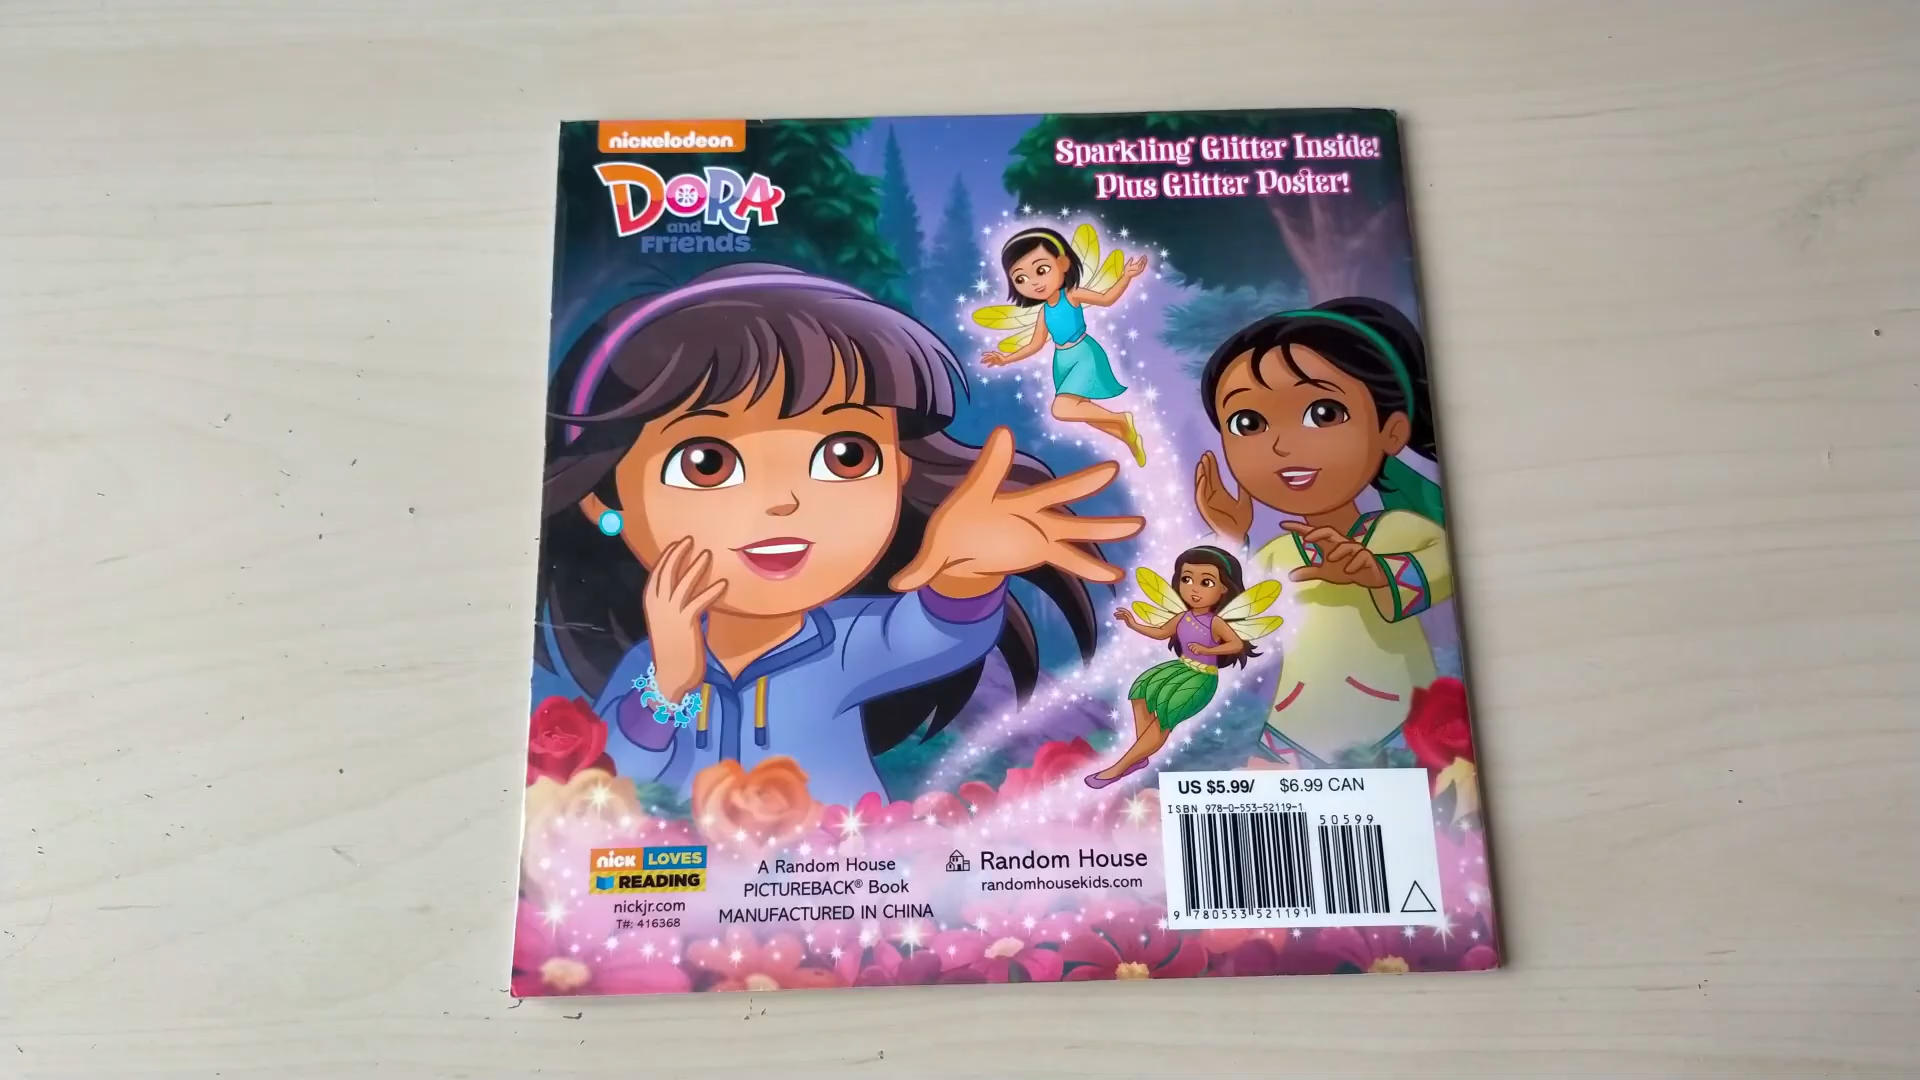 nickelodeon
DORA
and
Friends
Sparkling Glitter Inside!
Plus Glitter Poster!
US $5.99/ $6.99 CAN
ISBN 978-0-553-52119-1
50599
9 780553 521191
nick LOVES
READING
nickjr.com
T#: 416368
A Random House
PICTUREBACK® Book
MANUFACTURED IN CHINA
Random House
randomhousekids.com